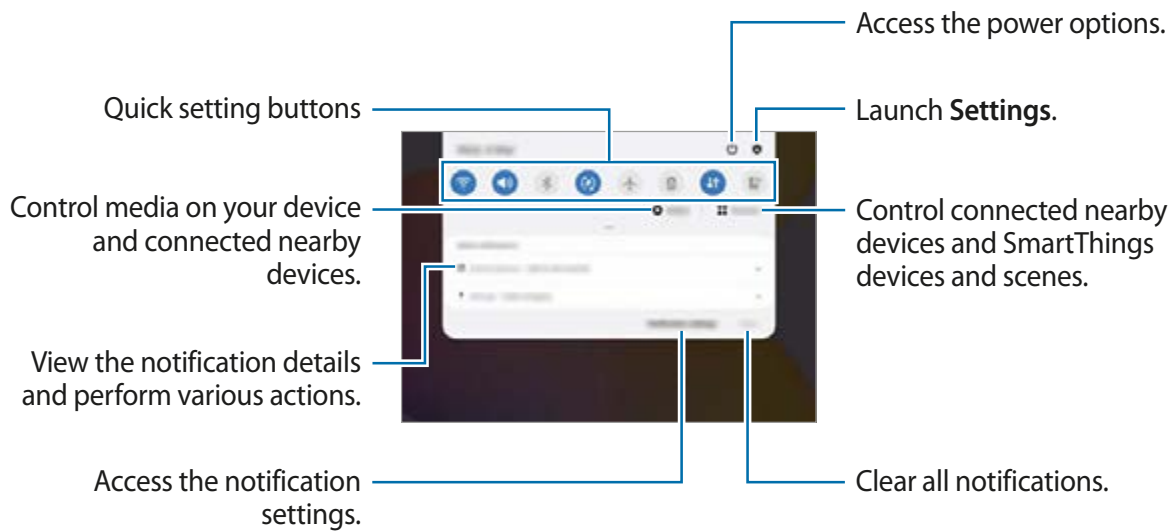 Access the power options.
Quick setting buttons
Launch Settings.
Control media on your device
and connected nearby
devices.
Control connected nearby
devices and SmartThings
devices and scenes.
View the notification details
and perform various actions.
Access the notification
settings.
Clear all notifications.